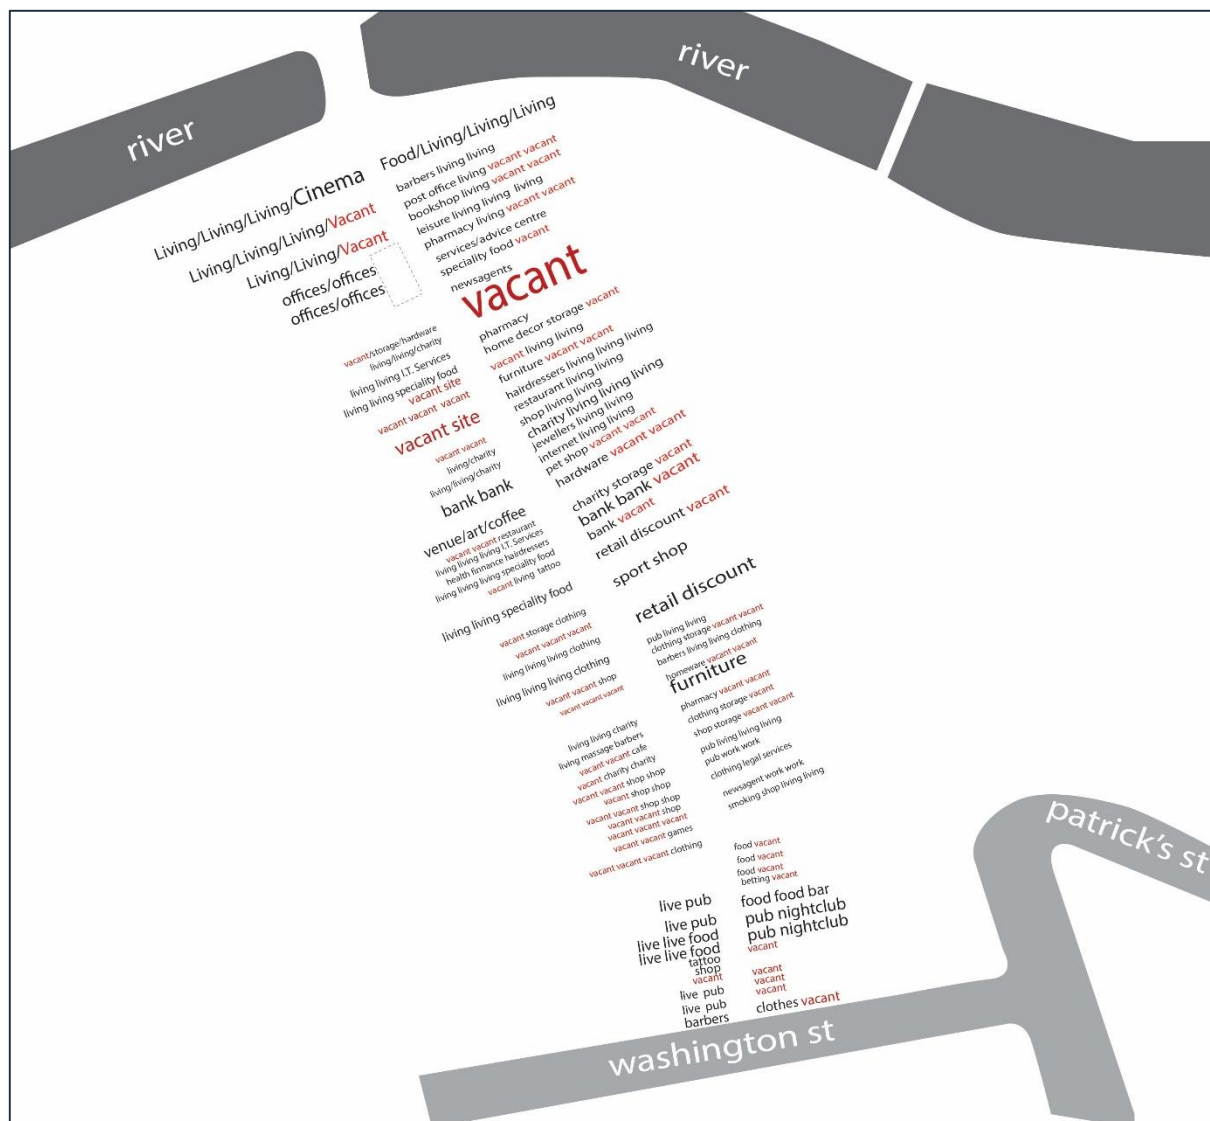 river
river
Living/Living/Living/Cinema
Living/Living/Living/Vacant
Living/Living/Vacant
offices/offices
offices/offices
vacant/storage/hardware
living/living/charity
living living I.T. Services
living living speciality food
vacant site
vacant vacant vacant
vacant site
vacant vacant
living/charity
living/living/charity
bank bank
venue/art/coffee
vacant vacant restaurant
living living living I.T. Services
health finnance hairdressers
living living living speciality food
vacant living tattoo
living living speciality food
vacant storage clothing
vacant vacant vacant
living living living clothing
living living living clothing
vacant vacant shop
vacant vacant vacant
living living charity
living massage barbers
vacant vacant cafe
vacant charity charity
vacant vacant shop shop
vacant shop shop
vacant vacant shop shop
vacant vacant shop
vacant vacant vacant
vacant vacant games
vacant vacant vacant clothing
live pub
live pub
live live food
live live food
tattoo
shop
vacant
live pub
live pub
barbers
Food/Living/Living/Living
barbers living living
post office living vacant vacant
bookshop living vacant vacant
leisure living living living
pharmacy living vacant vacant
services/advice centre
speciality food vacant
newsagents
vacant
pharmacy
home decor storage vacant
vacant living living
furniture vacant vacant
hairdressers living living living
restaurant living living
shop living living
charity living living living
jewellers living living
internet living living
pet shop vacant vacant
hardware vacant vacant
charity storage vacant
bank bank vacant
bank vacant
retail discount vacant
sport shop
retail discount
pub living living
clothing storage vacant vacant
barbers living living clothing
homeware vacant vacant
furniture
pharmacy vacant vacant
clothing storage vacant
shop storage vacant vacant
pub living living living
pub work work
clothing legal services
newsagent work work
smoking shop living living
food vacant
food vacant
food vacant
betting vacant
food food bar
pub nightclub
pub nightclub
vacant
vacant
vacant
vacant
clothes vacant
patrick's st
washington st